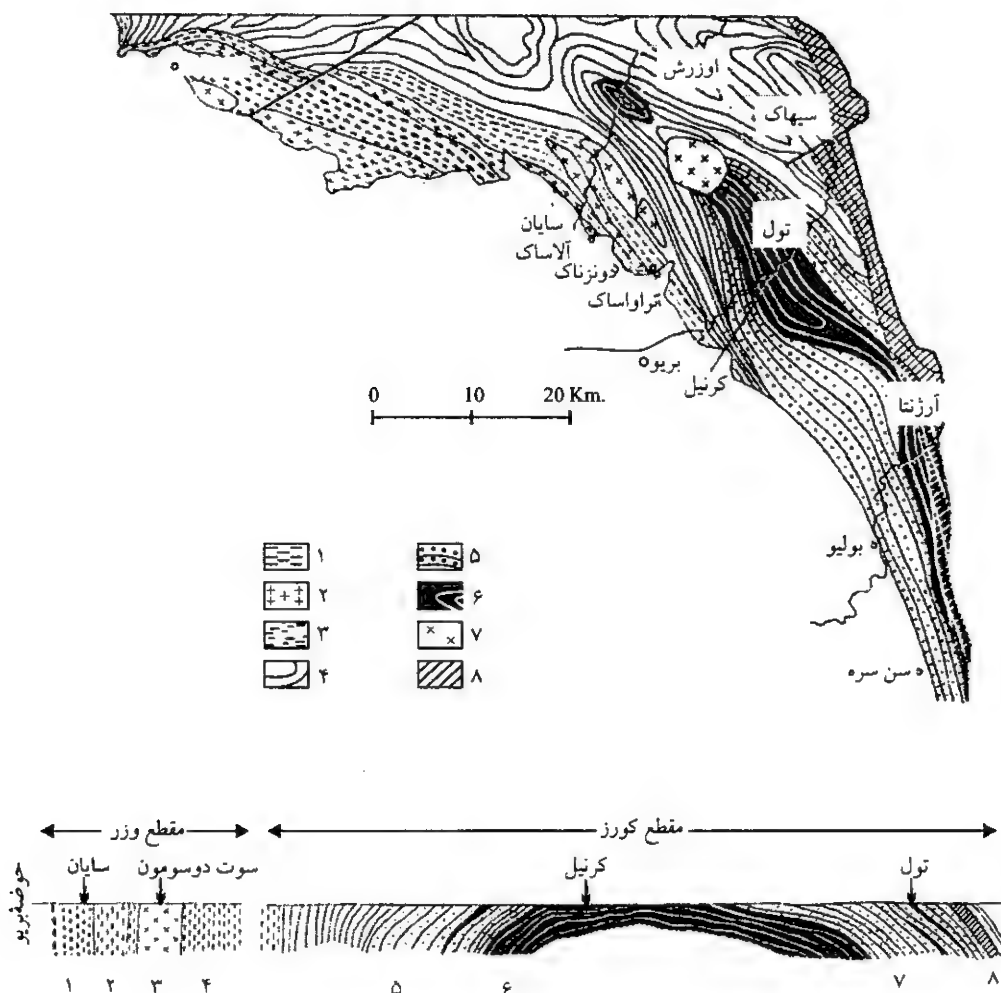 اوزرش
سیهاک
تول
سایان
آلاساک
دونزناک
تراواساک
بریو
کرنیل
آرژنتا
0 10 20 Km.
بولیو
سن سره
۱ ۵
۲ ۶
۳ ۷
۴ ۸
مقطع وزر مقطع کورز
حوضهٔ بریو سایان سوت دوسومون کرنیل تول
۱ ۲ ۳ ۴ ۵ ۶ ۷ ۸